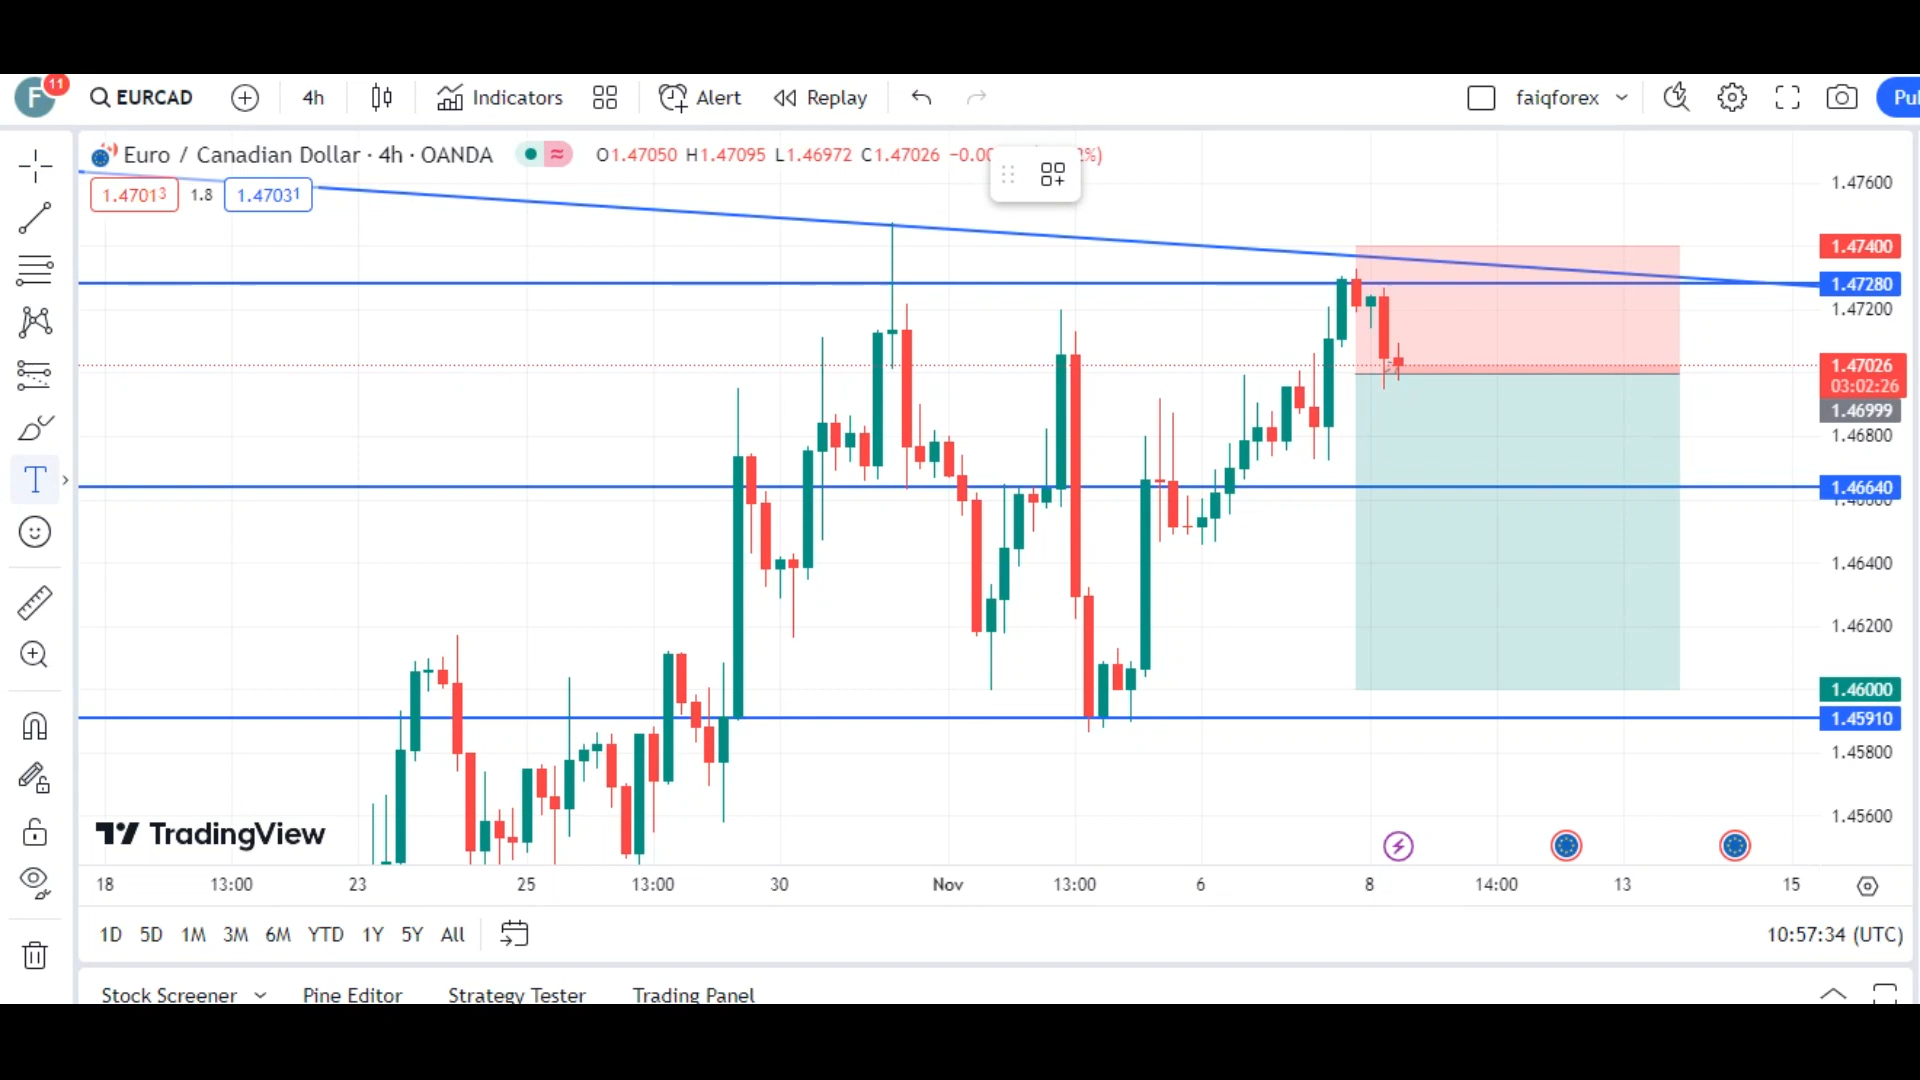 F 11 EURCAD 4h Indicators Alert Replay faiqforex Pul
Euro / Canadian Dollar · 4h · OANDA O1.47050 H1.47095 L1.46972 C1.47026
1.47013 1.8 1.47031
1.47600
1.47400
1.47280
1.47200
1.47026
03:02:26
1.46999
1.46800
1.46640
1.46400
1.46200
1.46000
1.45910
1.45800
1.45600
TradingView
18 13:00 23 25 13:00 30 Nov 13:00 6 8 14:00 13 15
1D 5D 1M 3M 6M YTD 1Y 5Y All 10:57:34 (UTC)
Stock Screener Pine Editor Strategy Tester Trading Panel